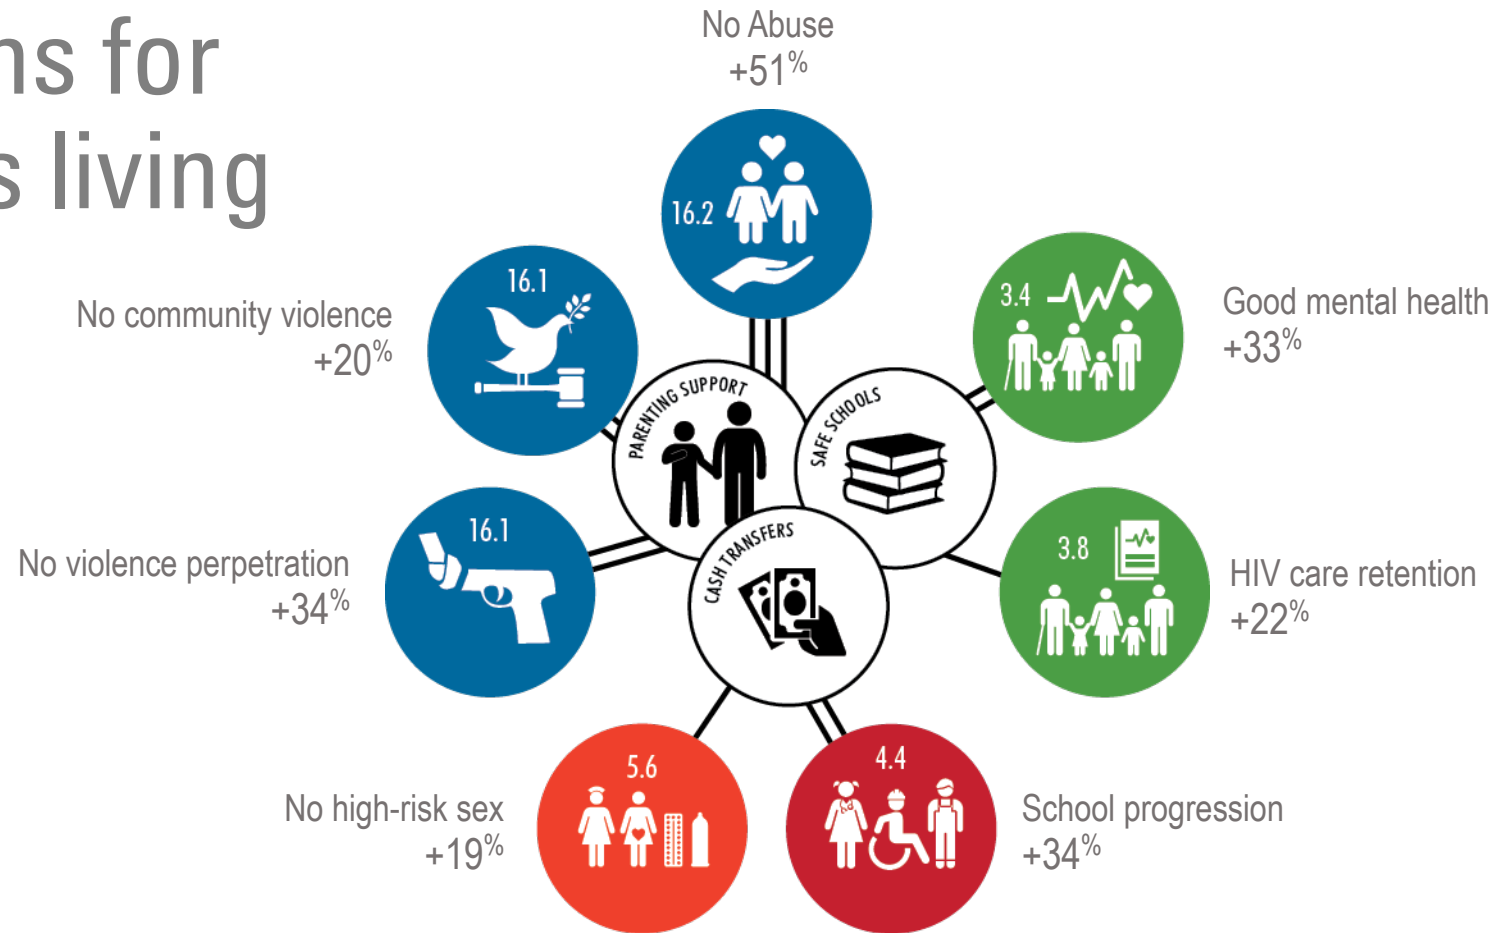 ns for
s living
No Abuse
+51%
16.2
16.1
No community violence
+20%
3.4
Good mental health
+33%
PARENTING SUPPORT
SAFE SCHOOLS
CASH TRANSFERS
16.1
No violence perpetration
+34%
3.8
HIV care retention
+22%
5.6
No high-risk sex
+19%
4.4
School progression
+34%